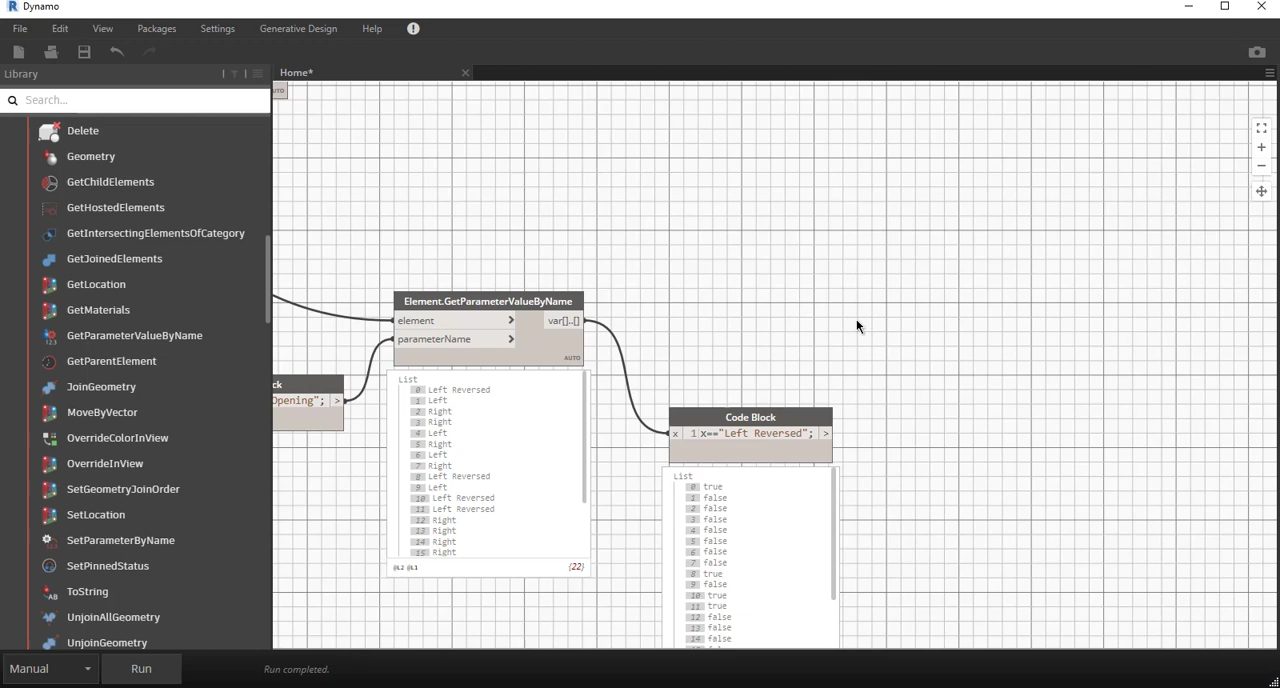 Dynamo
File Edit View Packages Settings Generative Design Help
Library
Home*
Search...
Delete
Geometry
GetChildElements
GetHostedElements
GetIntersectingElementsOfCategory
GetJoinedElements
GetLocation
GetMaterials
GetParameterValueByName
GetParentElement
JoinGeometry
MoveByVector
OverrideColorInView
OverrideInView
SetGeometryJoinOrder
SetLocation
SetParameterByName
SetPinnedStatus
ToString
UnjoinAllGeometry
UnjoinGeometry
UTO
ck
Opening"; >
Element.GetParameterValueByName
element > var[]..[]
parameterName >
AUTO
List
0 Left Reversed
1 Left
2 Right
3 Right
4 Left
5 Right
6 Left
7 Right
8 Left Reversed
9 Left
10 Left Reversed
11 Left Reversed
12 Right
13 Right
14 Right
15 Right
@L2 @L1 {22}
Code Block
x 1 x=="Left Reversed"; >
List
0 true
1 false
2 false
3 false
4 false
5 false
6 false
7 false
8 true
9 false
10 true
11 true
12 false
13 false
14 false
Manual Run Run completed.